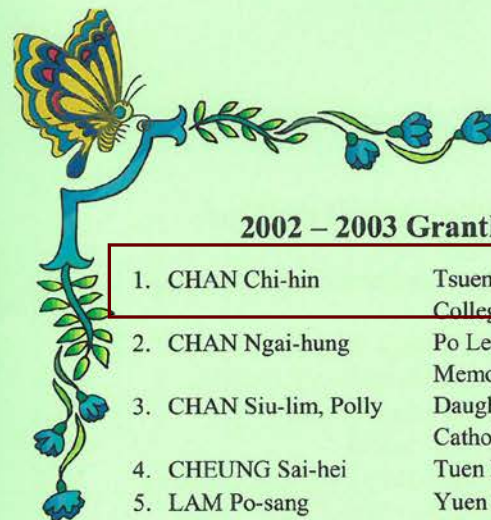 2002 – 2003 Grantl
1. CHAN Chi-hin Tsuen
Colleg
2. CHAN Ngai-hung Po Le
Memo
3. CHAN Siu-lim, Polly Daugh
Catho
4. CHEUNG Sai-hei Tuen
5. LAM Po-sang Yuen